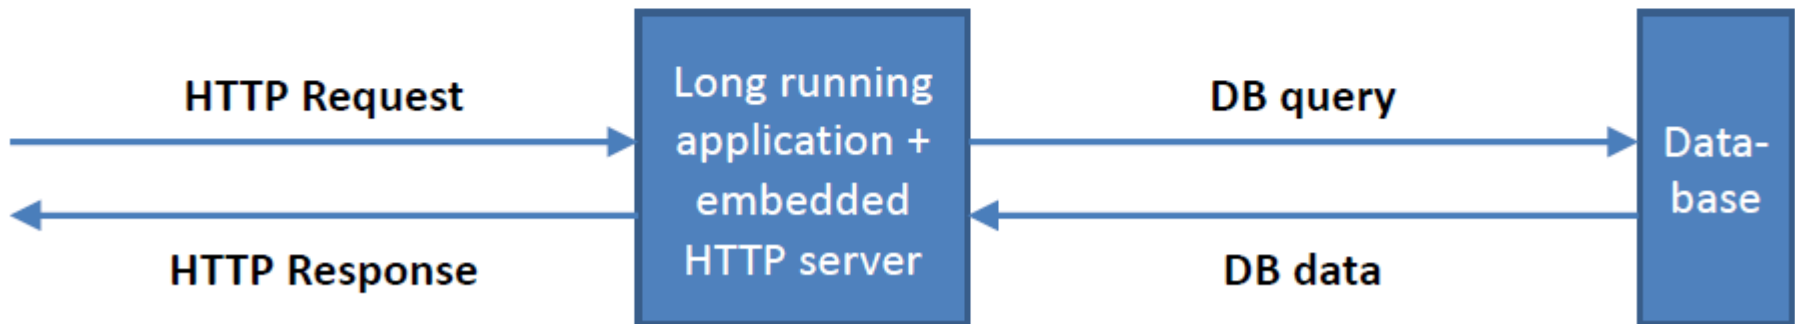 HTTP Request
HTTP Response
Long running
application +
embedded
HTTP server
DB query
DB data
Data-
base